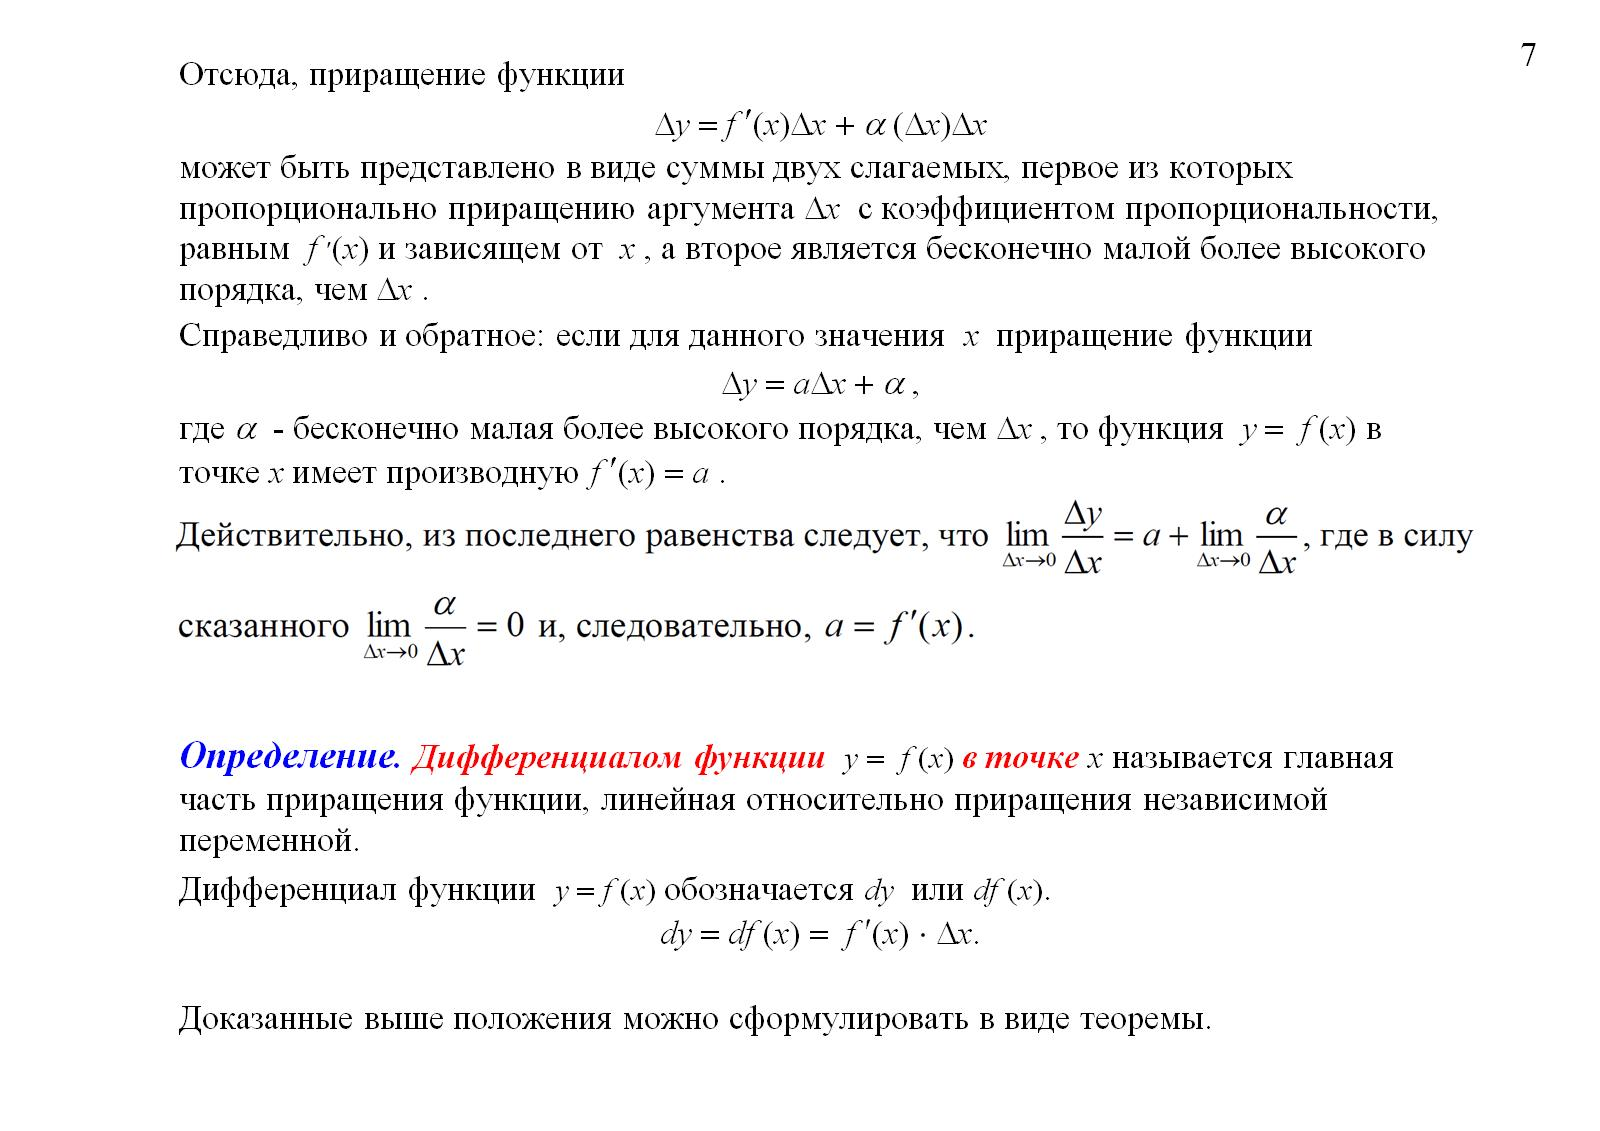 7
Отсюда, приращение функции
Δy = f′(x)Δx + α (Δx)Δx
может быть представлено в виде суммы двух слагаемых, первое из которых
пропорционально приращению аргумента Δx с коэффициентом пропорциональности,
равным f′(x) и зависящем от x , а второе является бесконечно малой более высокого
порядка, чем Δx .
Справедливо и обратное: если для данного значения x приращение функции
Δy = aΔx + α ,
где α - бесконечно малая более высокого порядка, чем Δx , то функция y = f (x) в
точке x имеет производную f′(x) = a .
Действительно, из последнего равенства следует, что lim_{Δx→0} Δy/Δx = a + lim_{Δx→0} α/Δx, где в силу
сказанного lim_{Δx→0} α/Δx = 0 и, следовательно, a = f′(x).
Определение. Дифференциалом функции y = f (x) в точке x называется главная
часть приращения функции, линейная относительно приращения независимой
переменной.
Дифференциал функции y = f (x) обозначается dy или df (x).
dy = df (x) = f′(x) · Δx.
Доказанные выше положения можно сформулировать в виде теоремы.